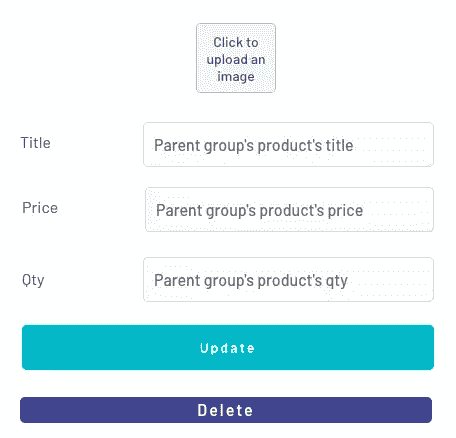 Click to
upload an
image
Title
Parent group's product's title
Price
Parent group's product's price
Qty
Parent group's product's qty
Update
Delete